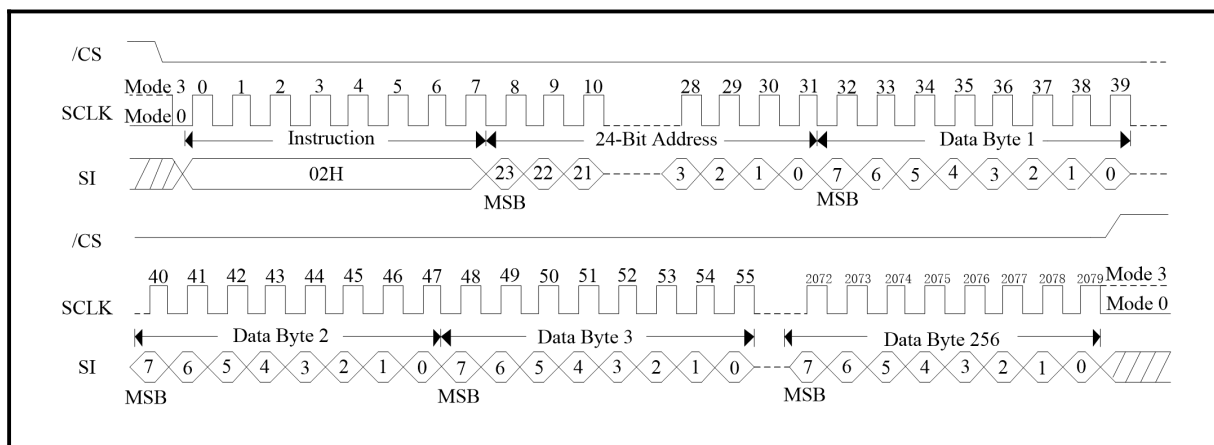 /CS
Mode 3 0 1 2 3 4 5 6 7 8 9 10 28 29 30 31 32 33 34 35 36 37 38 39
SCLK Mode 0
Instruction 24-Bit Address Data Byte 1
SI 02H 23 22 21 3 2 1 0 7 6 5 4 3 2 1 0
MSB MSB
/CS
40 41 42 43 44 45 46 47 48 49 50 51 52 53 54 55 2072 2073 2074 2075 2076 2077 2078 2079 Mode 3
SCLK Mode 0
Data Byte 2 Data Byte 3 Data Byte 256
SI 7 6 5 4 3 2 1 0 7 6 5 4 3 2 1 0 7 6 5 4 3 2 1 0
MSB MSB MSB